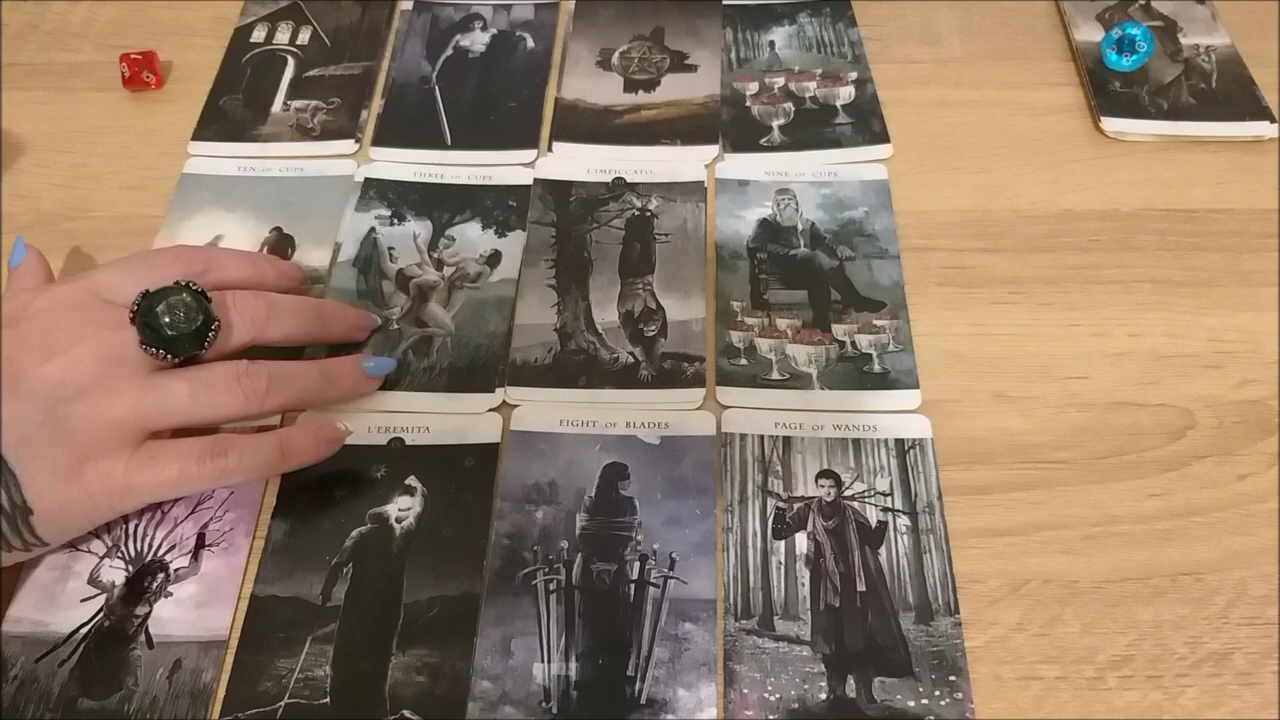 TEN OF CUPS
THREE OF CUPS
L'IMPICCATO
NINE OF CUPS
L'EREMITA
EIGHT OF BLADES
PAGE OF WANDS